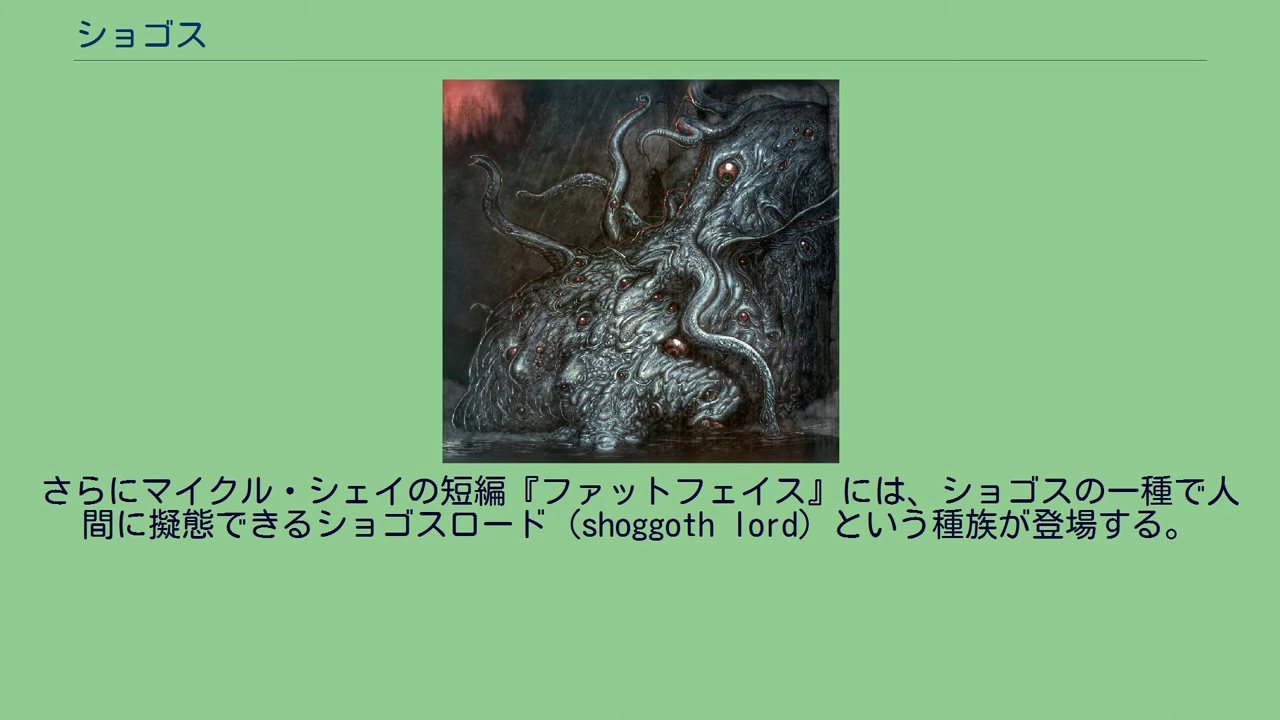 ショゴス
さらにマイクル・シェイの短編『ファットフェイス』には、ショゴスの一種で人
間に擬態できるショゴスロード（shoggoth lord）という種族が登場する。